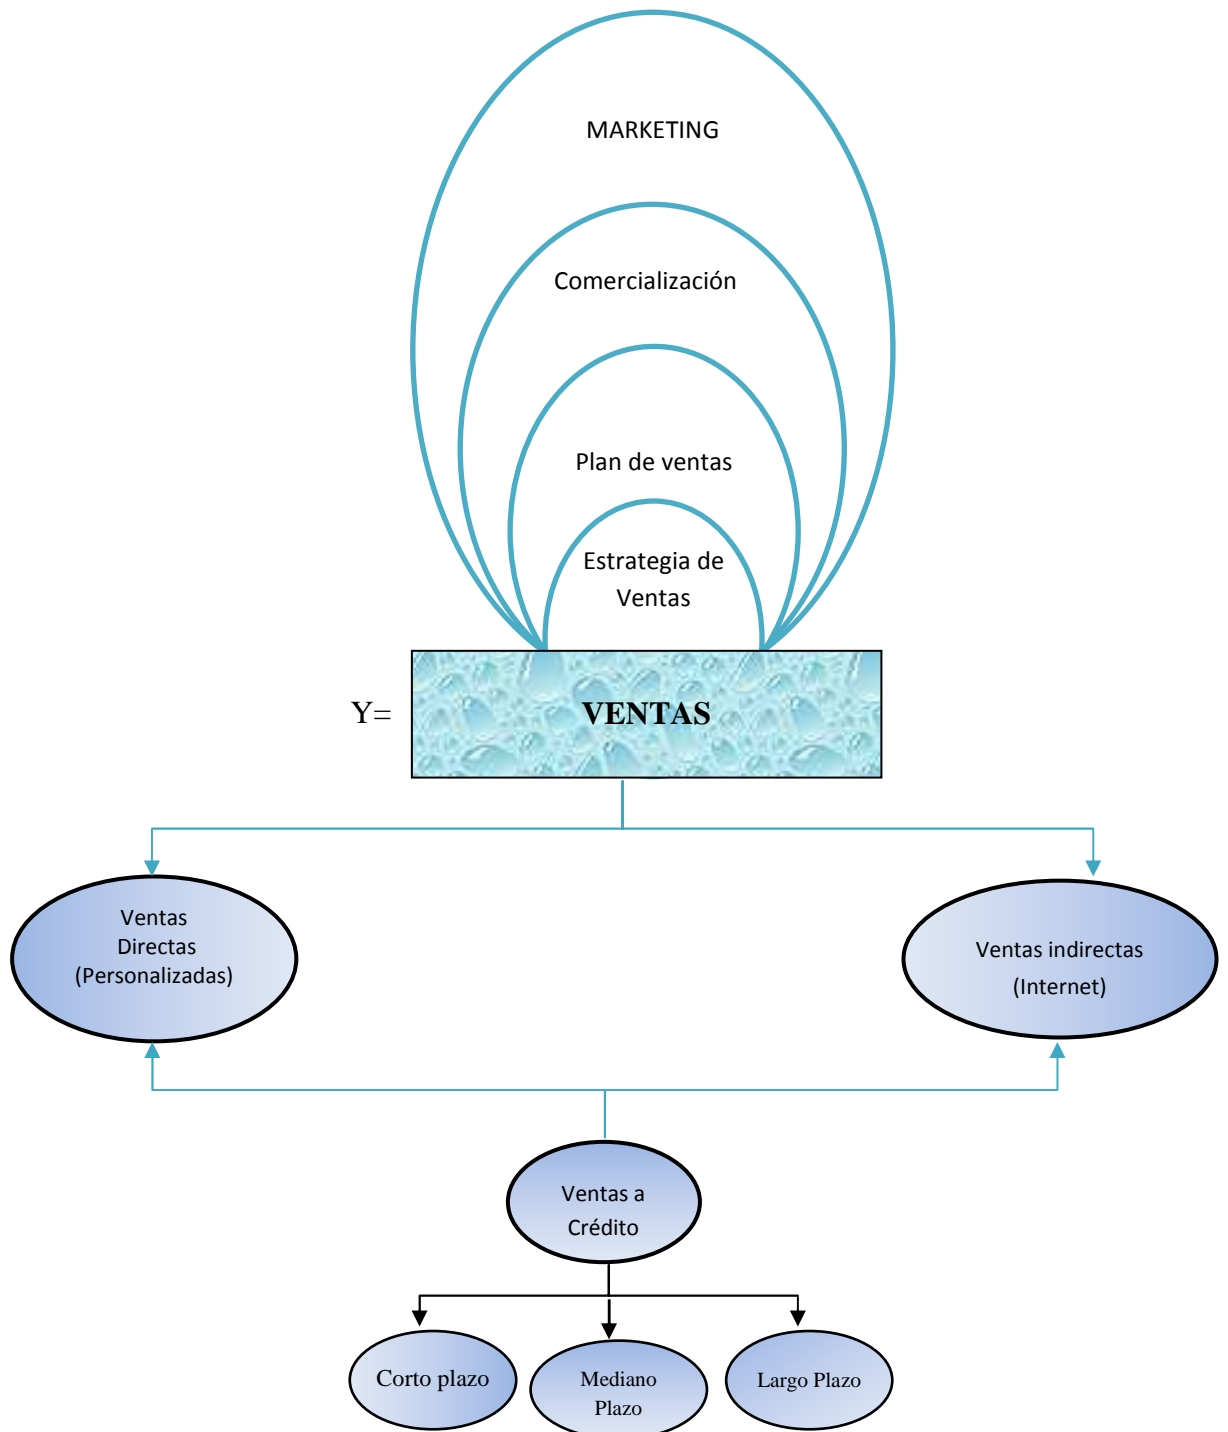 MARKETING
Comercialización
Plan de ventas
Estrategia de
Ventas
Y=
VENTAS
Ventas
Directas
(Personalizadas)
Ventas indirectas
(Internet)
Ventas a
Crédito
Corto plazo
Mediano
Plazo
Largo Plazo